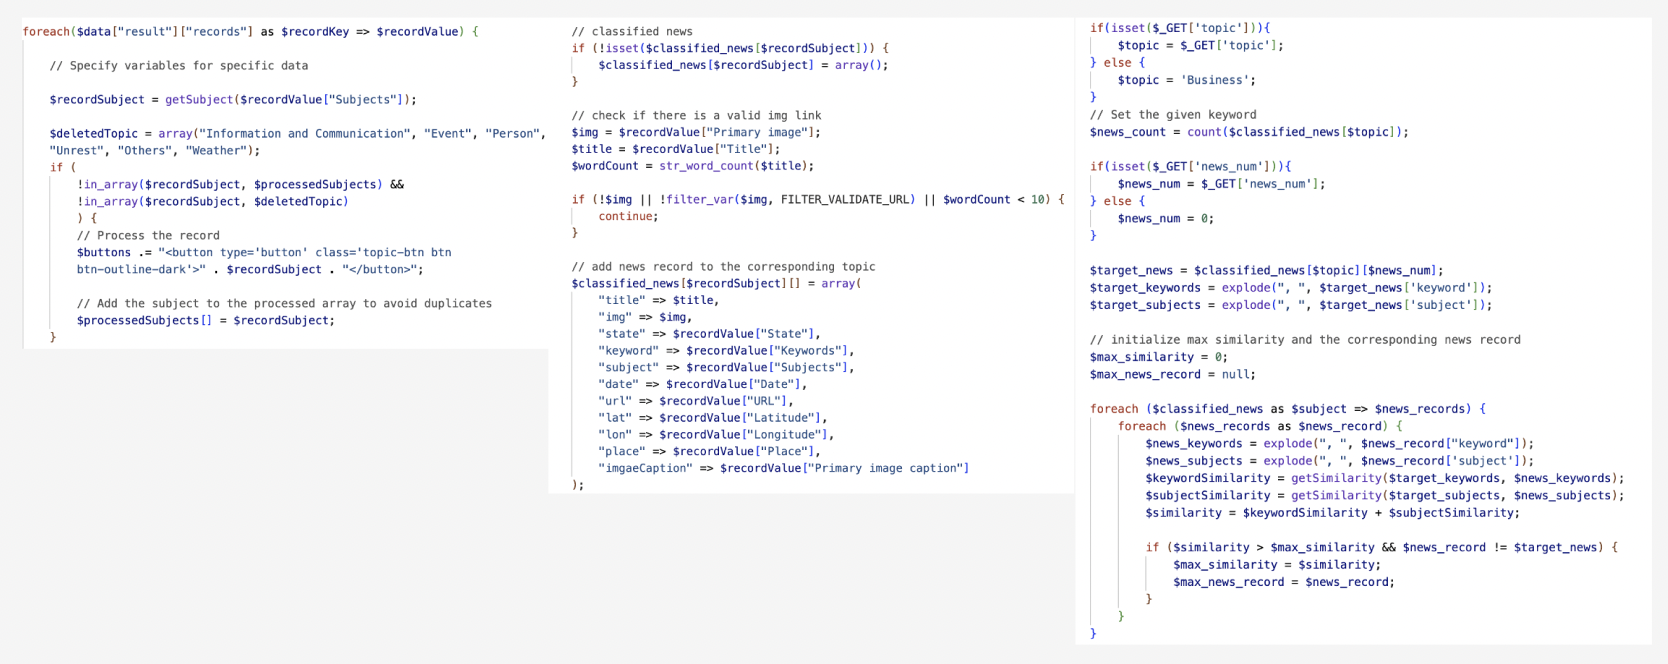 foreach($data["result"]["records"] as $recordKey => $recordValue) {
// Specify variables for specific data
$recordSubject = getSubject($recordValue["Subjects"]);
$deletedTopic = array("Information and Communication", "Event", "Person",
"Unrest", "Others", "Weather");
if (
!in_array($recordSubject, $processedSubjects) &&
!in_array($recordSubject, $deletedTopic)
) {
// Process the record
$buttons .= "<button type='button' class='topic-btn btn
btn-outline-dark'>" . $recordSubject . "</button>";
// Add the subject to the processed array to avoid duplicates
$processedSubjects[] = $recordSubject;
}
// classified news
if (!isset($classified_news[$recordSubject])) {
$classified_news[$recordSubject] = array();
}
// check if there is a valid img link
$img = $recordValue["Primary image"];
$title = $recordValue["Title"];
$wordCount = str_word_count($title);
if (!$img || !filter_var($img, FILTER_VALIDATE_URL) || $wordCount < 10) {
continue;
}
// add news record to the corresponding topic
$classified_news[$recordSubject][] = array(
"title" => $title,
"img" => $img,
"state" => $recordValue["State"],
"keyword" => $recordValue["Keywords"],
"subject" => $recordValue["Subjects"],
"date" => $recordValue["Date"],
"url" => $recordValue["URL"],
"lat" => $recordValue["Latitude"],
"lon" => $recordValue["Longitude"],
"place" => $recordValue["Place"],
"imgaeCaption" => $recordValue["Primary image caption"]
);
if(isset($_GET['topic'])){
$topic = $_GET['topic'];
} else {
$topic = 'Business';
}
// Set the given keyword
$news_count = count($classified_news[$topic]);
if(isset($_GET['news_num'])){
$news_num = $_GET['news_num'];
} else {
$news_num = 0;
}
$target_news = $classified_news[$topic][$news_num];
$target_keywords = explode(", ", $target_news['keyword']);
$target_subjects = explode(", ", $target_news['subject']);
// initialize max similarity and the corresponding news record
$max_similarity = 0;
$max_news_record = null;
foreach ($classified_news as $subject => $news_records) {
foreach ($news_records as $news_record) {
$news_keywords = explode(", ", $news_record["keyword"]);
$news_subjects = explode(", ", $news_record['subject']);
$keywordSimilarity = getSimilarity($target_keywords, $news_keywords);
$subjectSimilarity = getSimilarity($target_subjects, $news_subjects);
$similarity = $keywordSimilarity + $subjectSimilarity;
if ($similarity > $max_similarity && $news_record != $target_news) {
$max_similarity = $similarity;
$max_news_record = $news_record;
}
}
}